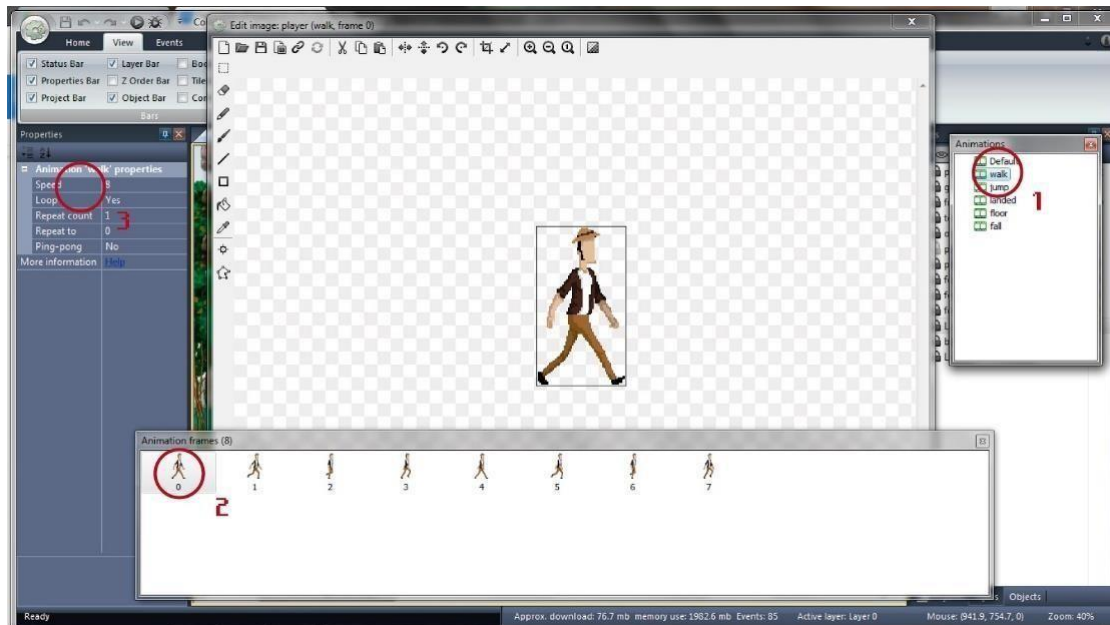 Co
Edit image: player (walk, frame 0)
Home View Events
Status Bar Layer Bar
Properties Bar Z Order Bar
Project Bar Object Bar
Bars
Properties
Animation 'walk' properties
Speed 8
Loop Yes
Repeat count 1
Repeat to 0
Ping-pong No
More information Help
3
Animations
Default
walk
jump
landed
floor
fall
1
Animation frames (8)
0 1 2 3 4 5 6 7
2
Objects
Ready Approx. download: 76.7 mb memory use: 1982.6 mb Events: 85 Active layer: Layer 0 Mouse: (941.9, 754.7, 0) Zoom: 40%